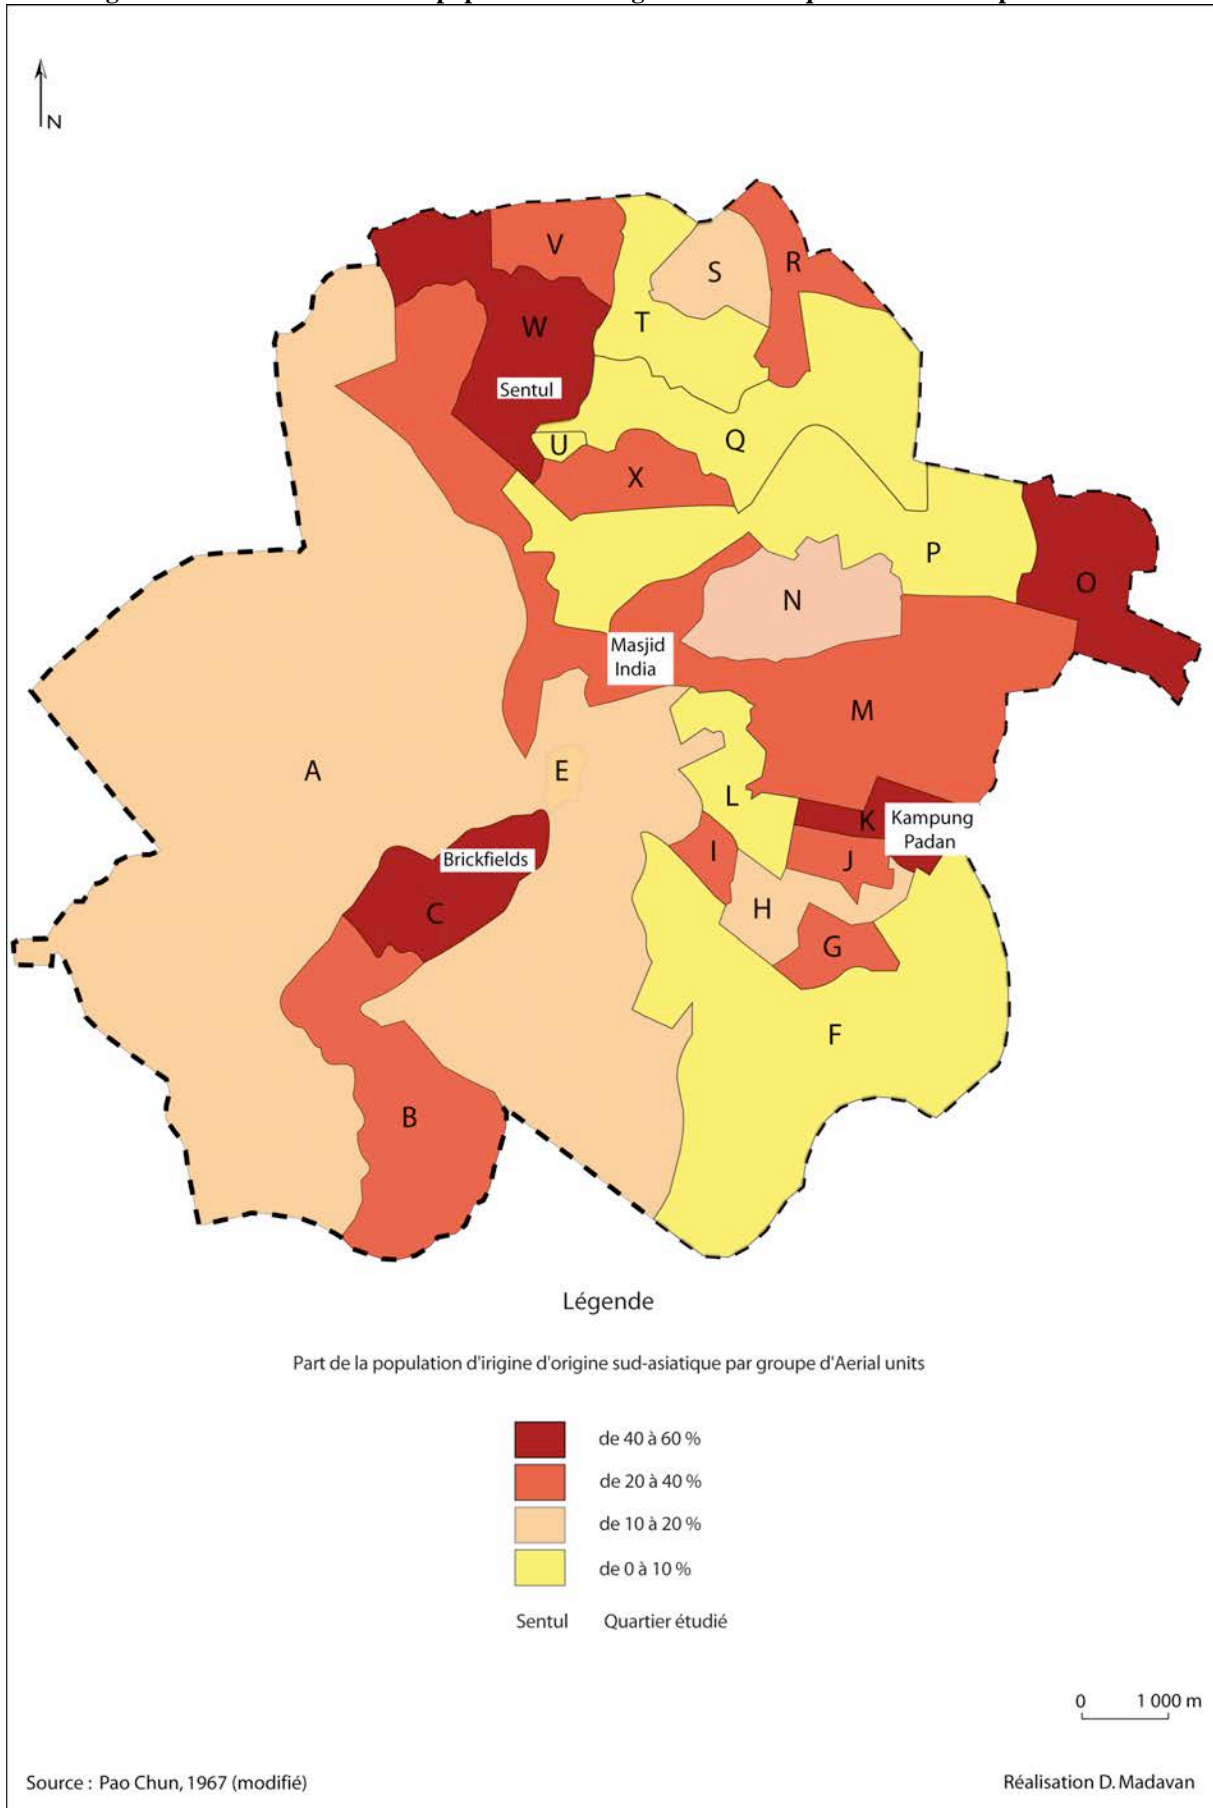 N
V
S
R
W
T
Sentul
U
Q
X
P
O
N
Masjid
India
M
A
E
L
K
Kampung
Padan
Brickfields
I
J
C
H
G
F
B
Légende
Part de la population d'irigine d'origine sud-asiatique par groupe d'Aerial units
de 40 à 60 %
de 20 à 40 %
de 10 à 20 %
de 0 à 10 %
Sentul Quartier étudié
0 1 000 m
Source : Pao Chun, 1967 (modifié)
Réalisation D. Madavan